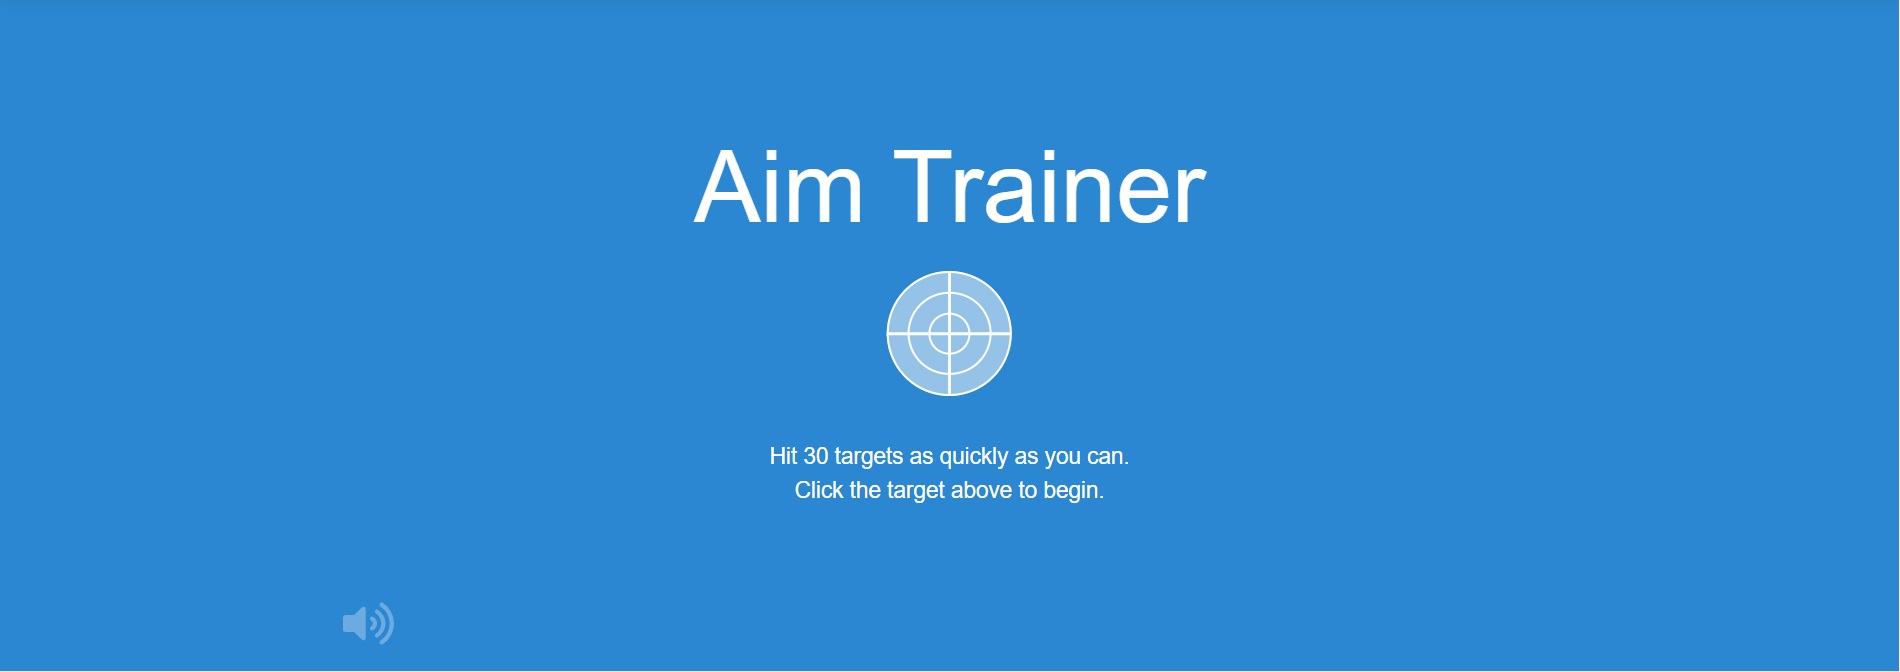 Aim Trainer
Hit 30 targets as quickly as you can.
Click the target above to begin.